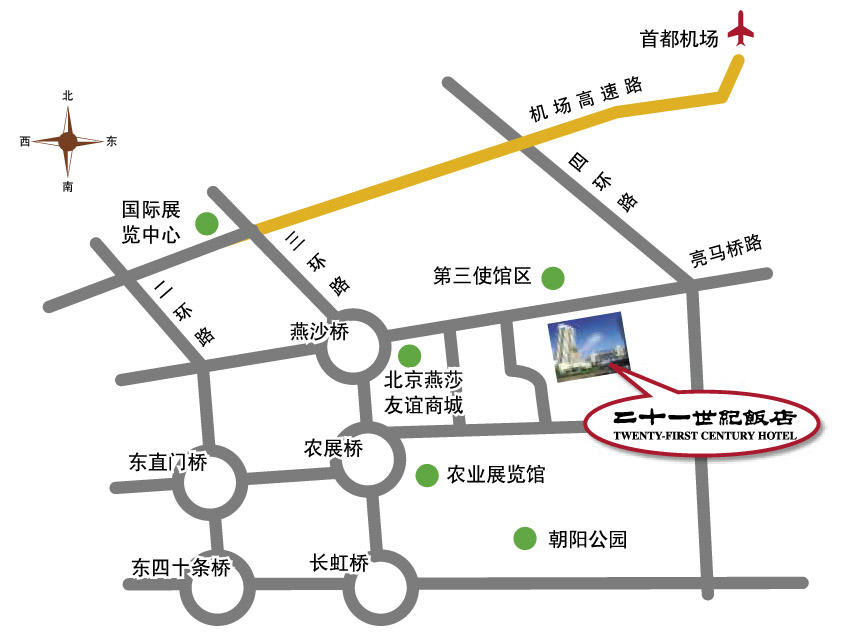 首都机场
机场高速路
北
西
东
南
四环路
国际展
览中心
三环路
亮马桥路
第三使馆区
二环路
燕沙桥
北京燕莎
友谊商城
二十一世紀飯店
TWENTY-FIRST CENTURY HOTEL
农展桥
东直门桥
农业展览馆
朝阳公园
长虹桥
东四十条桥